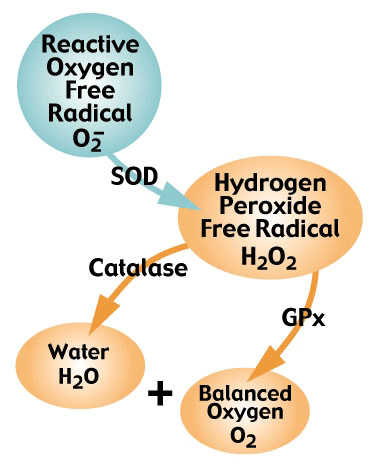 Reactive
Oxygen
Free
Radical
O₂⁻
SOD
Hydrogen
Peroxide
Free Radical
H₂O₂
Catalase
GPx
Water
H₂O
+
Balanced
Oxygen
O₂